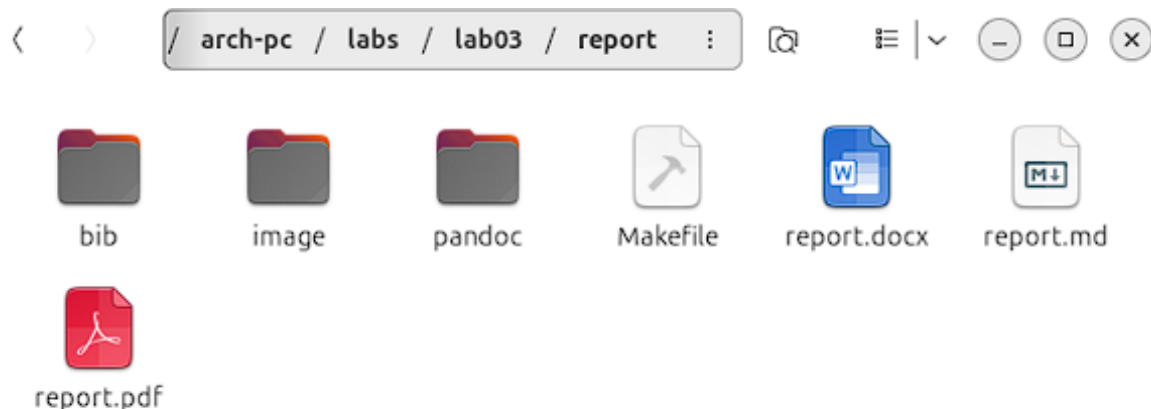 / arch-pc / labs / lab03 / report
bib image pandoc Makefile report.docx report.md
report.pdf